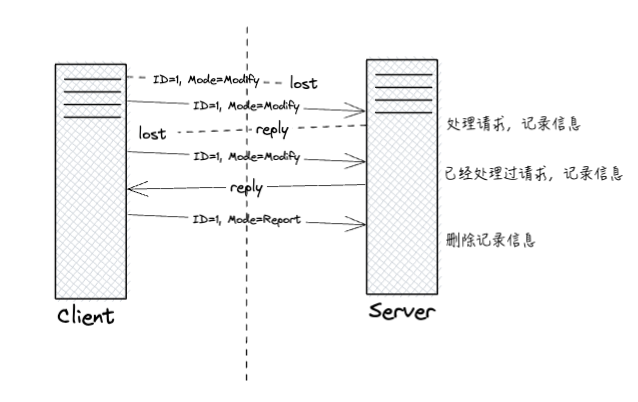 ID=1, Mode=Modify lost
ID=1, Mode=Modify
处理请求，记录信息
lost reply
ID=1, Mode=Modify
已经处理过请求，记录信息
reply
ID=1, Mode=Report
删除记录信息
Client
Server